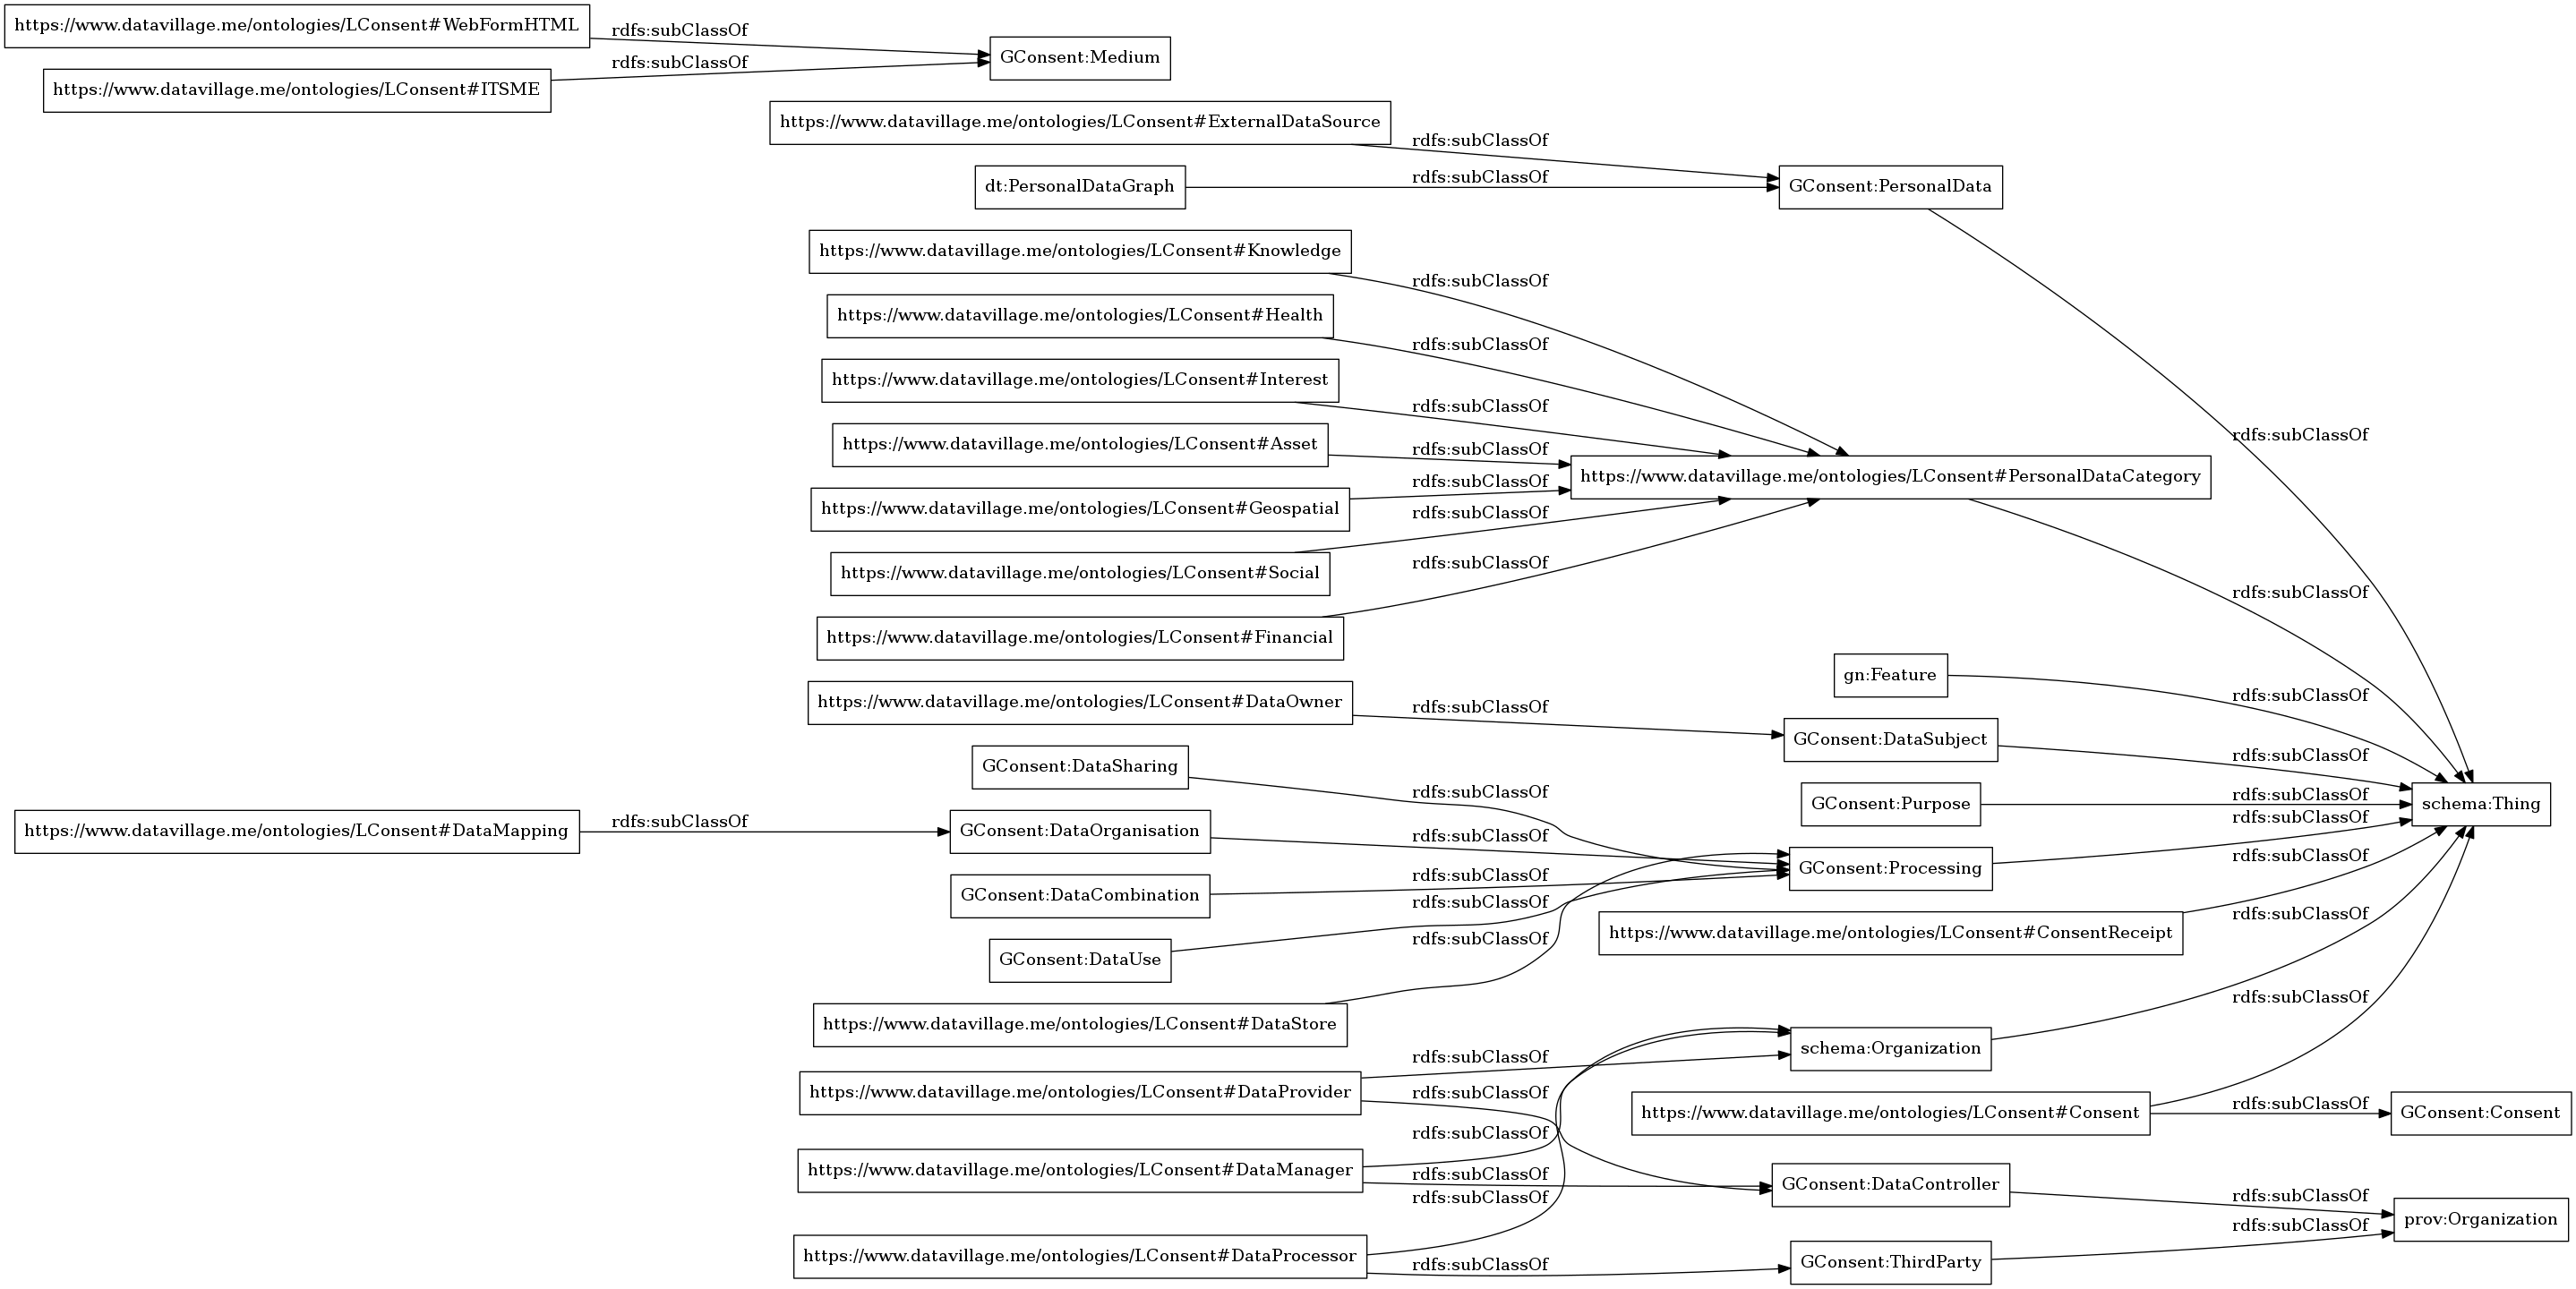 https://www.datavillage.me/ontologies/LConsent#WebFormHTML
rdfs:subClassOf
GConsent:Medium
https://www.datavillage.me/ontologies/LConsent#ITSME
rdfs:subClassOf
https://www.datavillage.me/ontologies/LConsent#ExternalDataSource
rdfs:subClassOf
dt:PersonalDataGraph
rdfs:subClassOf
GConsent:PersonalData
rdfs:subClassOf
https://www.datavillage.me/ontologies/LConsent#Knowledge
rdfs:subClassOf
https://www.datavillage.me/ontologies/LConsent#Health
rdfs:subClassOf
https://www.datavillage.me/ontologies/LConsent#Interest
rdfs:subClassOf
https://www.datavillage.me/ontologies/LConsent#Asset
rdfs:subClassOf
https://www.datavillage.me/ontologies/LConsent#PersonalDataCategory
rdfs:subClassOf
https://www.datavillage.me/ontologies/LConsent#Geospatial
rdfs:subClassOf
https://www.datavillage.me/ontologies/LConsent#Social
rdfs:subClassOf
https://www.datavillage.me/ontologies/LConsent#Financial
rdfs:subClassOf
gn:Feature
rdfs:subClassOf
https://www.datavillage.me/ontologies/LConsent#DataOwner
rdfs:subClassOf
GConsent:DataSubject
rdfs:subClassOf
GConsent:DataSharing
rdfs:subClassOf
GConsent:Purpose
rdfs:subClassOf
schema:Thing
https://www.datavillage.me/ontologies/LConsent#DataMapping
rdfs:subClassOf
GConsent:DataOrganisation
rdfs:subClassOf
GConsent:Processing
rdfs:subClassOf
GConsent:DataCombination
rdfs:subClassOf
https://www.datavillage.me/ontologies/LConsent#ConsentReceipt
rdfs:subClassOf
GConsent:DataUse
rdfs:subClassOf
https://www.datavillage.me/ontologies/LConsent#DataStore
rdfs:subClassOf
schema:Organization
rdfs:subClassOf
https://www.datavillage.me/ontologies/LConsent#DataProvider
rdfs:subClassOf
rdfs:subClassOf
https://www.datavillage.me/ontologies/LConsent#Consent
rdfs:subClassOf
rdfs:subClassOf
GConsent:Consent
https://www.datavillage.me/ontologies/LConsent#DataManager
rdfs:subClassOf
rdfs:subClassOf
GConsent:DataController
rdfs:subClassOf
prov:Organization
https://www.datavillage.me/ontologies/LConsent#DataProcessor
rdfs:subClassOf
rdfs:subClassOf
GConsent:ThirdParty
rdfs:subClassOf